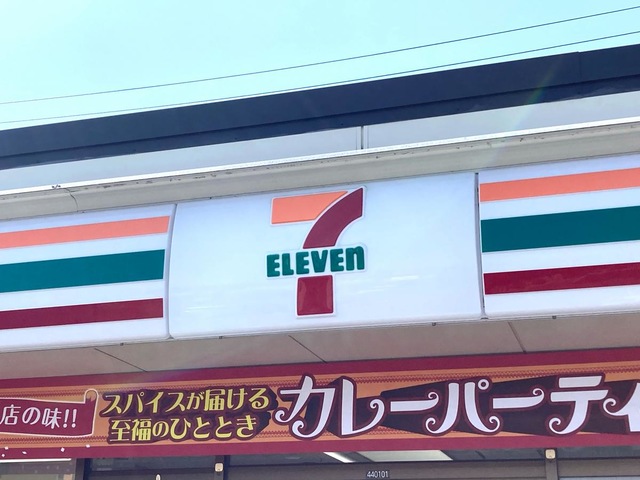 7
ELEVEn
店の味!!
スパイスが届ける
至福のひととき
カレーパーティ
440101